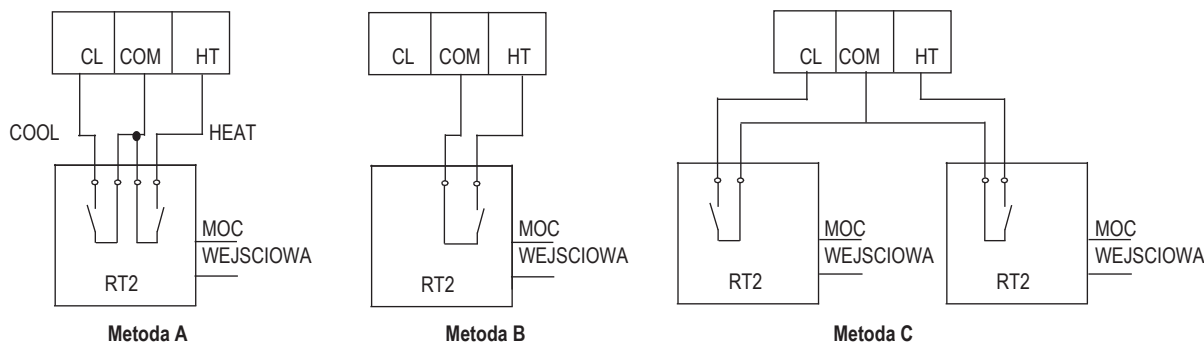 CL COM HT
COOL HEAT
MOC
WEJSCIOWA
RT2
Metoda A
CL COM HT
MOC
WEJSCIOWA
RT2
Metoda B
CL COM HT
MOC
WEJSCIOWA
RT2
MOC
WEJSCIOWA
RT2
Metoda C